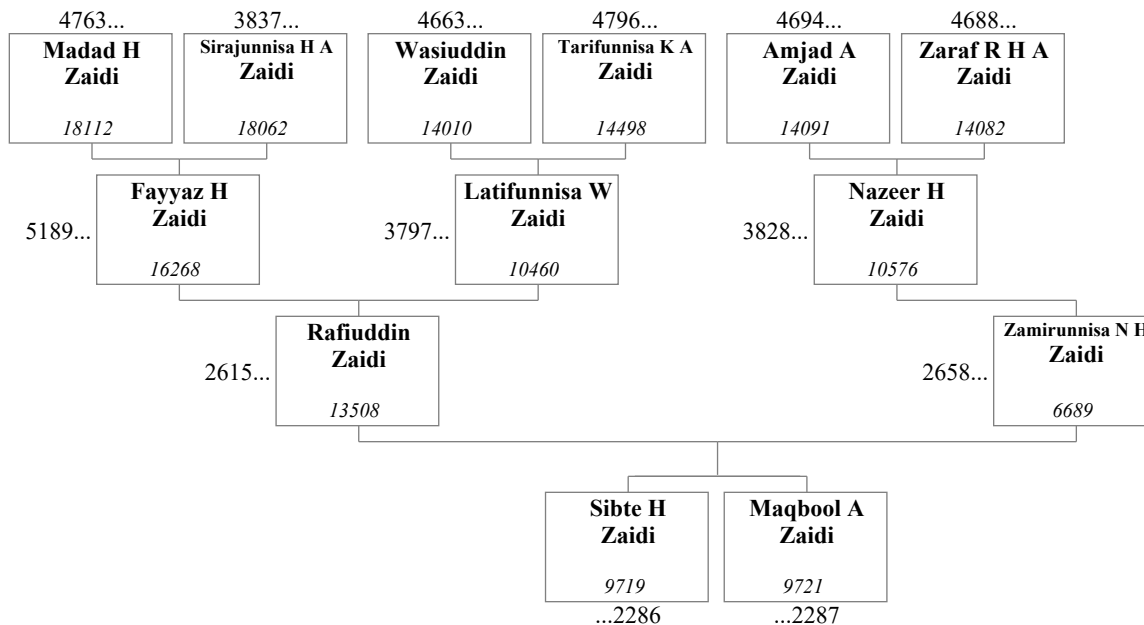 4763...
3837...
4663...
4796...
4694...
4688...
Madad H
Zaidi
18112
Sirajunnisa H A
Zaidi
18062
Wasiuddin
Zaidi
14010
Tarifunnisa K A
Zaidi
14498
Amjad A
Zaidi
14091
Zaraf R H A
Zaidi
14082
5189...
Fayyaz H
Zaidi
16268
3797...
Latifunnisa W
Zaidi
10460
3828...
Nazeer H
Zaidi
10576
2615...
Rafiuddin
Zaidi
13508
2658...
Zamirunnisa N H
Zaidi
6689
Sibte H
Zaidi
9719
...2286
Maqbool A
Zaidi
9721
...2287